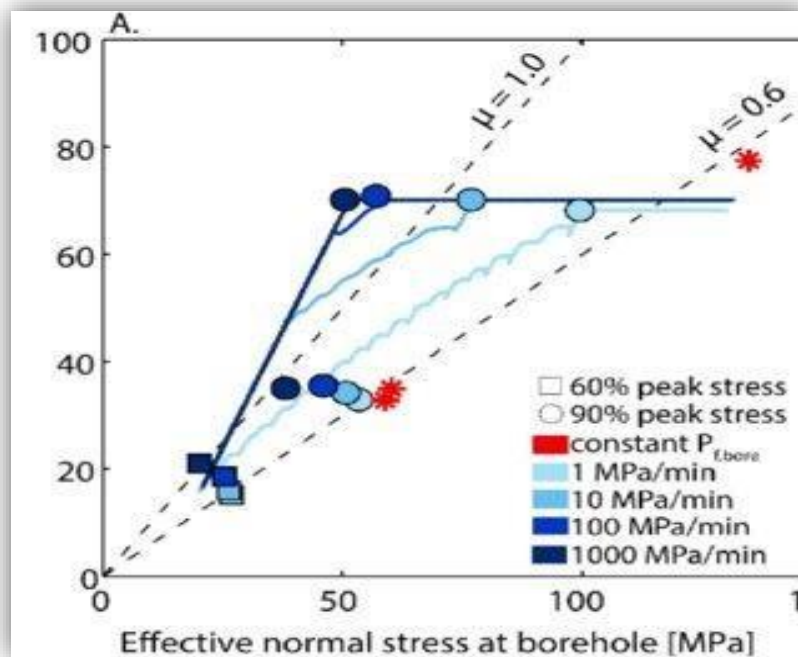 A.
100
80
60
40
20
0
μ = 1.0
μ = 0.6
60% peak stress
90% peak stress
constant P f,bore
1 MPa/min
10 MPa/min
100 MPa/min
1000 MPa/min
0 50 100 1
Effective normal stress at borehole [MPa]